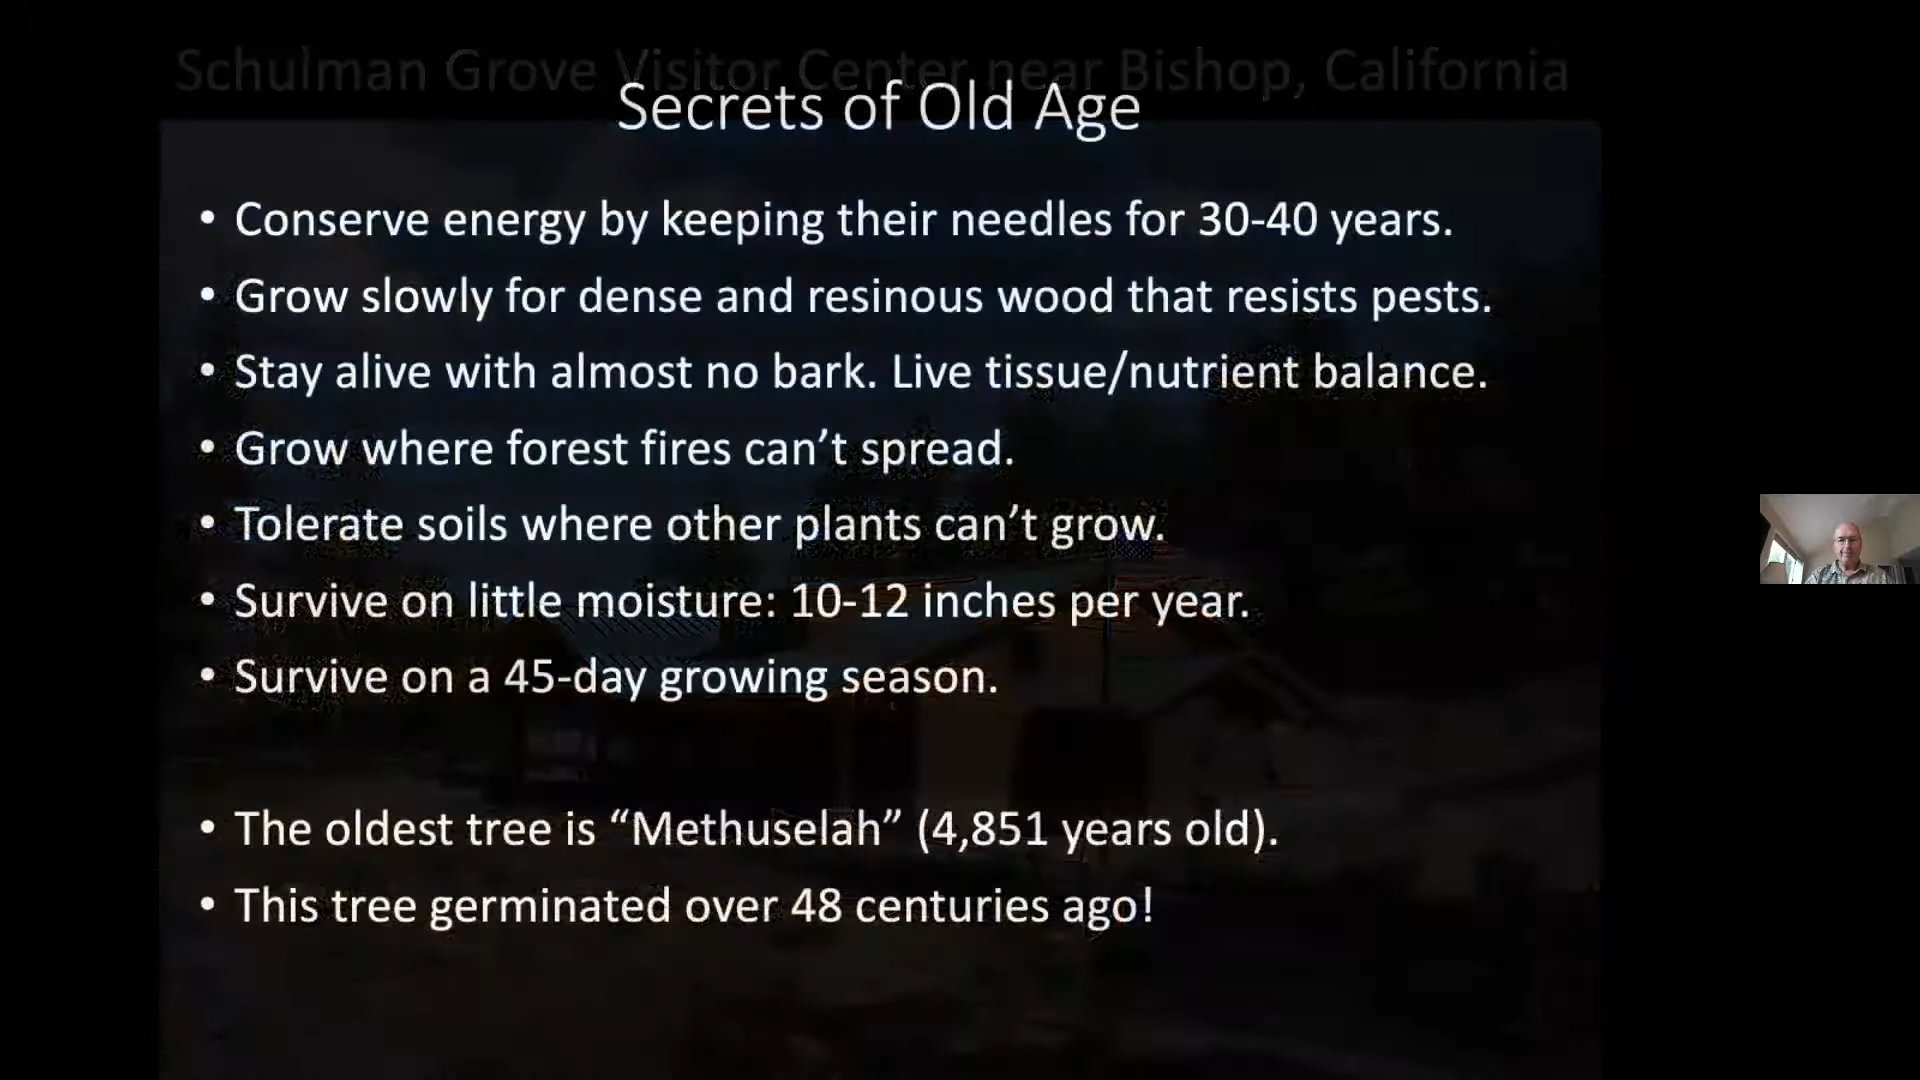 Schulman Grove Visitor Center near Bishop, California
Secrets of Old Age
• Conserve energy by keeping their needles for 30-40 years.
• Grow slowly for dense and resinous wood that resists pests.
• Stay alive with almost no bark. Live tissue/nutrient balance.
• Grow where forest fires can’t spread.
• Tolerate soils where other plants can’t grow.
• Survive on little moisture: 10-12 inches per year.
• Survive on a 45-day growing season.
• The oldest tree is “Methuselah” (4,851 years old).
• This tree germinated over 48 centuries ago!